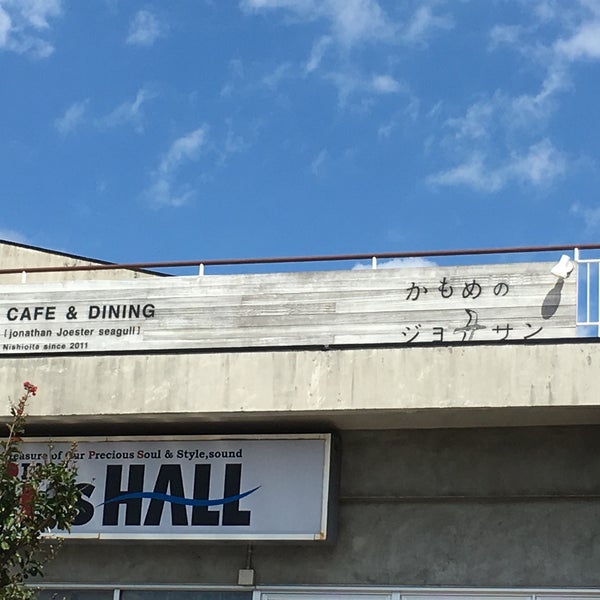 CAFE & DINING
[jonathan Joester seagull]
Nishioita since 2011
かもめの
ジョナサン
easure of Our Precious Soul & Style,sound
HALL